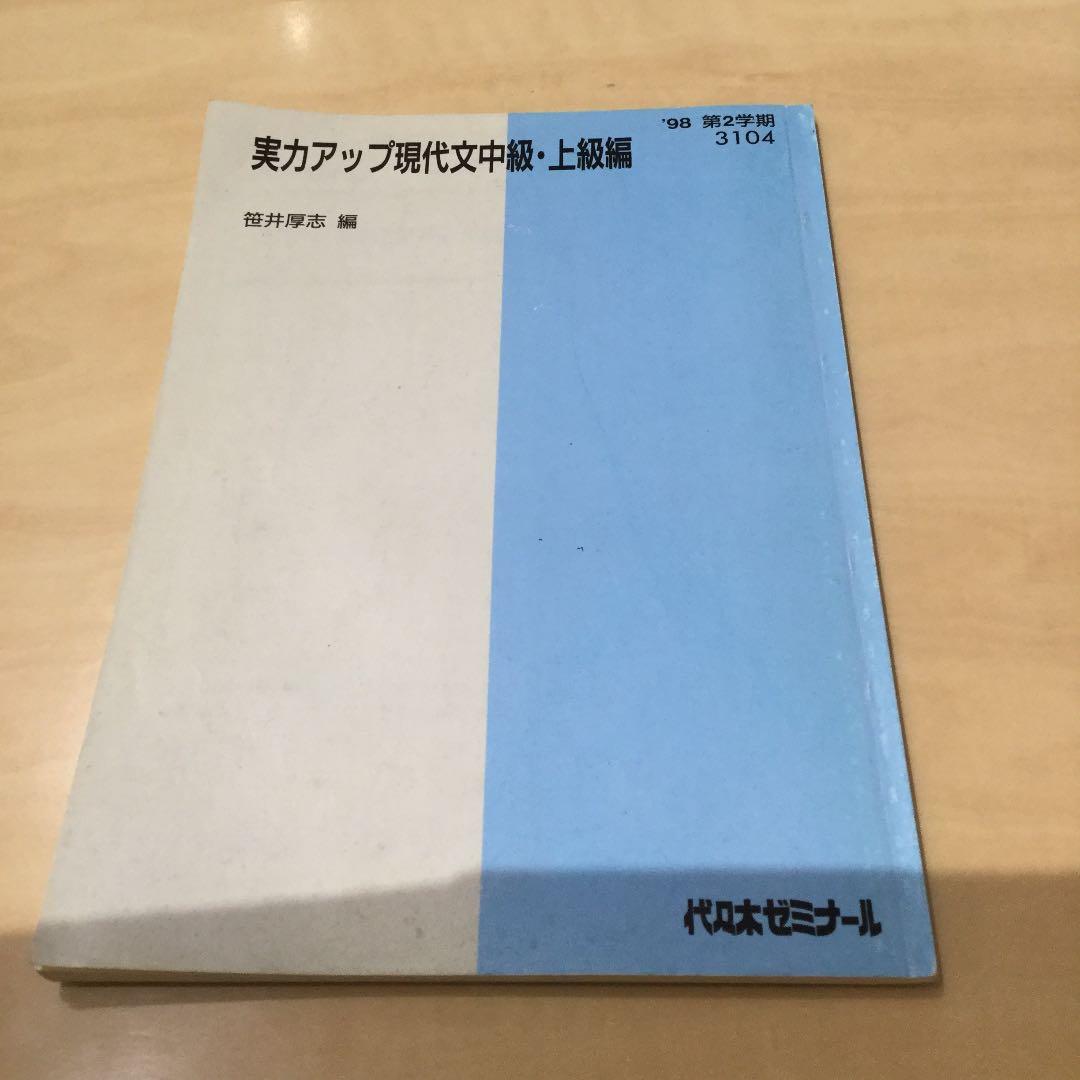 '98 第2学期
3104
実力アップ現代文中級・上級編
笹井厚志 編
代々木ゼミナール